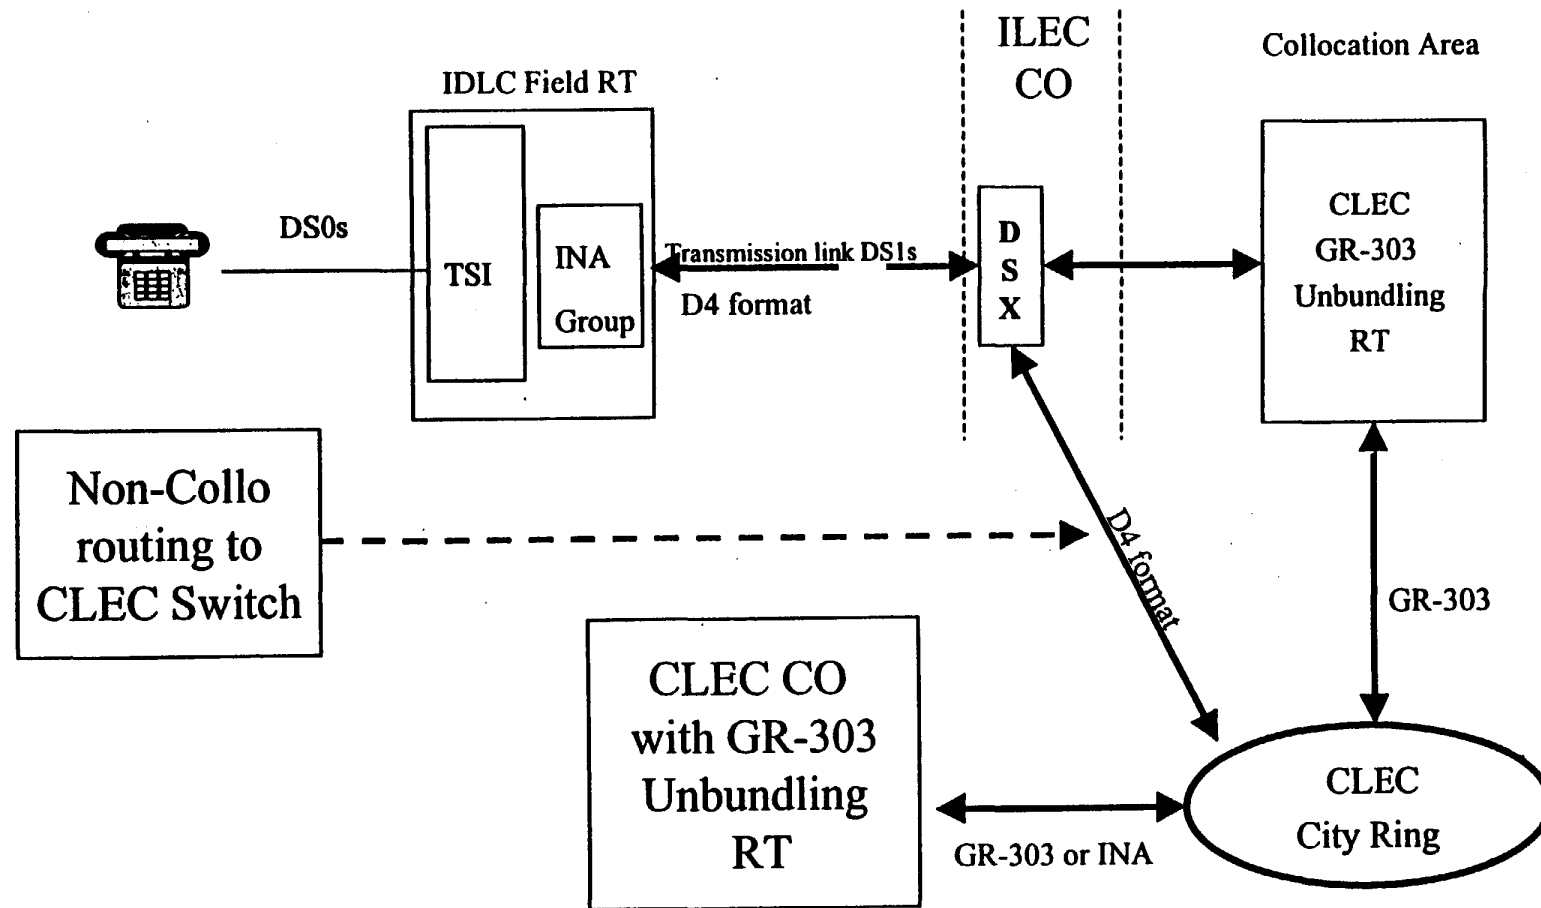 ILEC
CO
Collocation Area
IDLC Field RT
DS0s
TSI
INA
Group
Transmission link DS1s
D4 format
D
S
X
CLEC
GR-303
Unbundling
RT
Non-Collo
routing to
CLEC Switch
D4 format
GR-303
CLEC CO
with GR-303
Unbundling
RT
GR-303 or INA
CLEC
City Ring